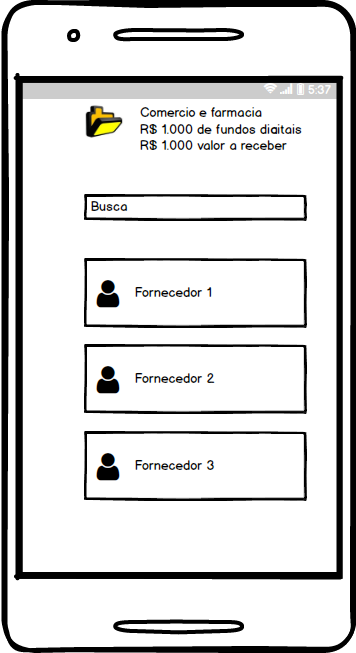 5:37
Comercio e farmacia
R$ 1.000 de fundos digitais
R$ 1.000 valor a receber
Busca
Fornecedor 1
Fornecedor 2
Fornecedor 3